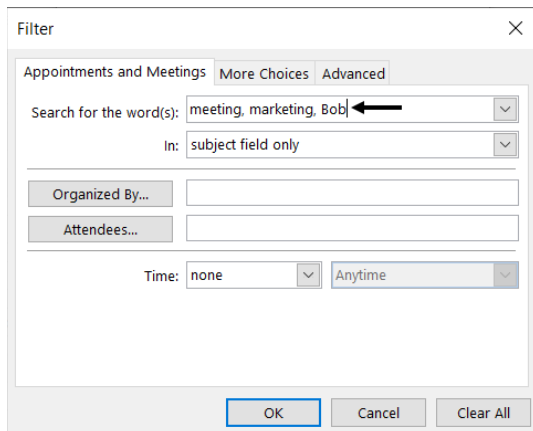 Filter
Appointments and Meetings More Choices Advanced
Search for the word(s): meeting, marketing, Bob
In: subject field only
Organized By...
Attendees...
Time: none Anytime
OK Cancel Clear All